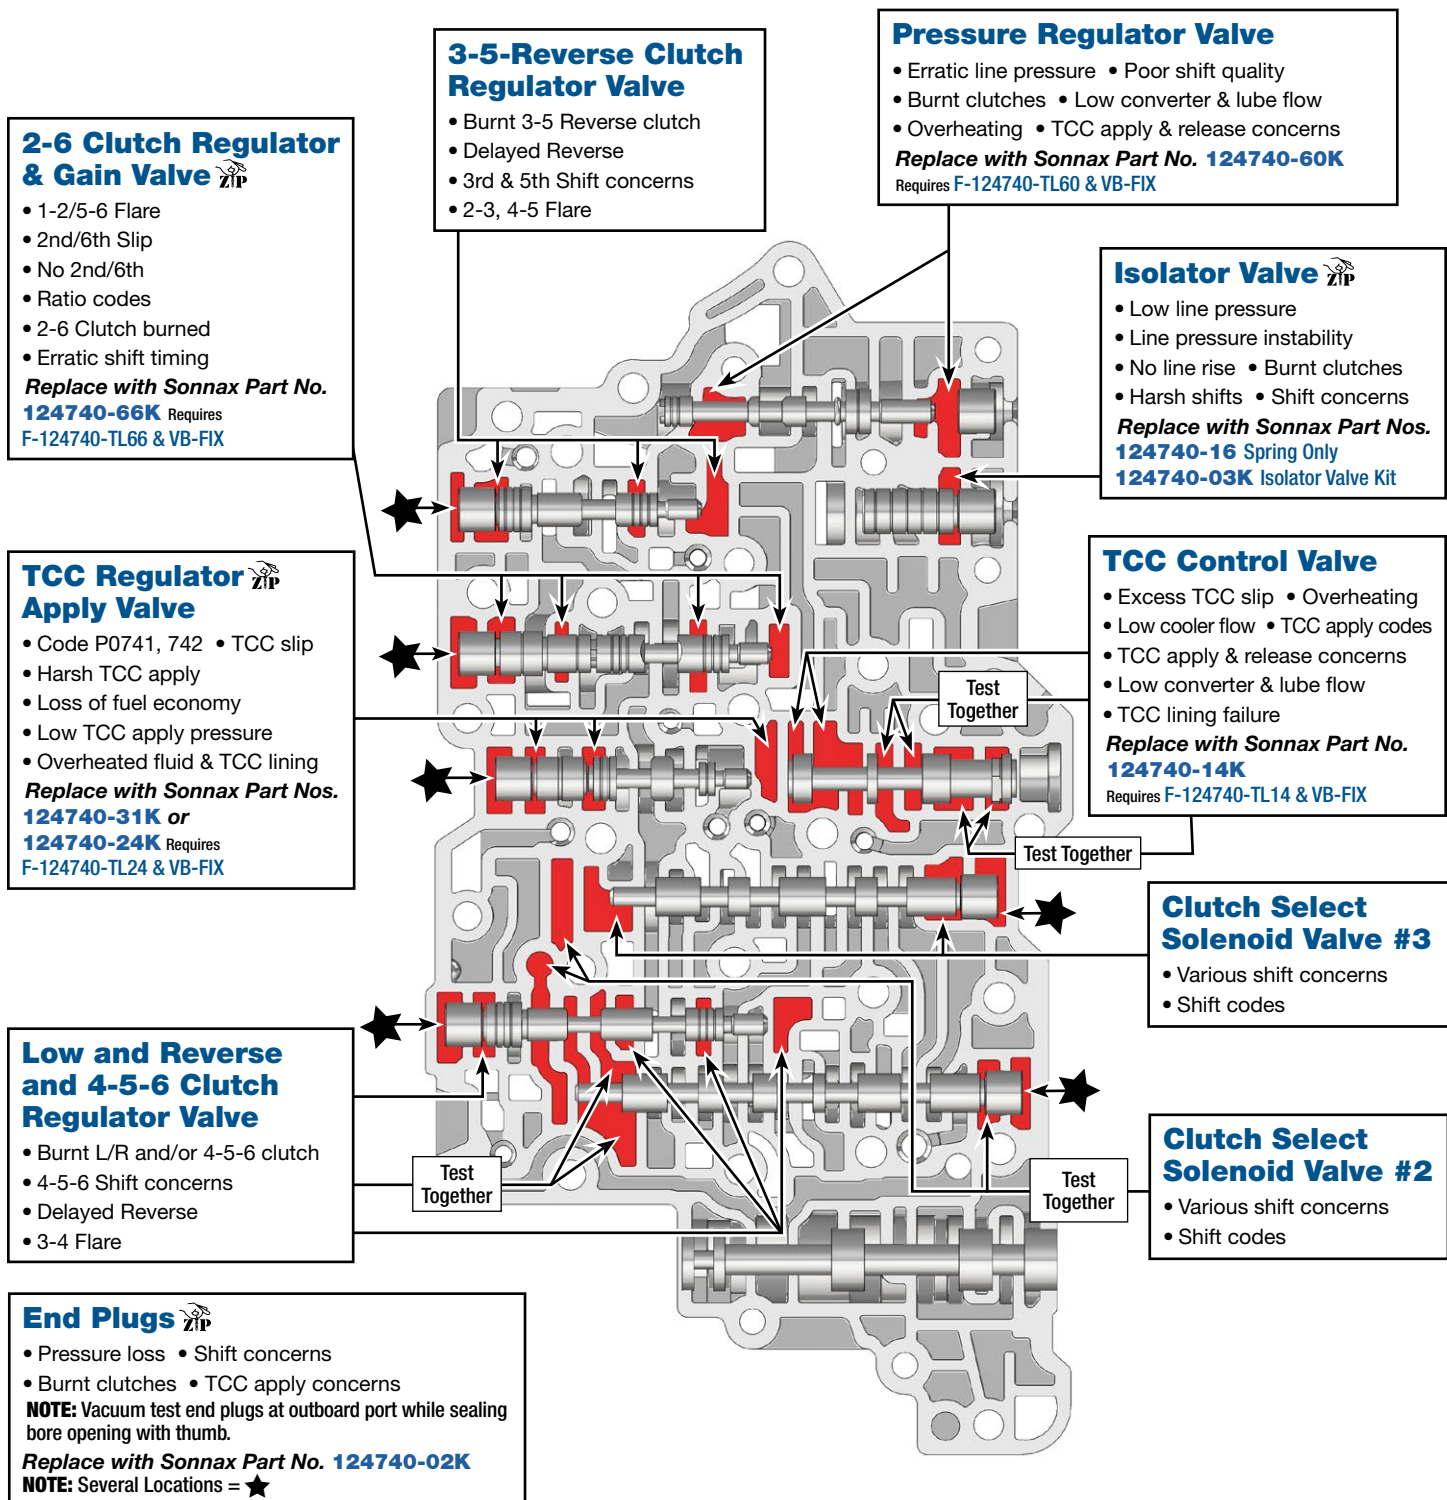 3-5-Reverse Clutch
Regulator Valve
• Burnt 3-5 Reverse clutch
• Delayed Reverse
• 3rd & 5th Shift concerns
• 2-3, 4-5 Flare
Pressure Regulator Valve
• Erratic line pressure • Poor shift quality
• Burnt clutches • Low converter & lube flow
• Overheating • TCC apply & release concerns
Replace with Sonnax Part No. 124740-60K
Requires F-124740-TL60 & VB-FIX
2-6 Clutch Regulator
& Gain Valve ZIP
• 1-2/5-6 Flare
• 2nd/6th Slip
• No 2nd/6th
• Ratio codes
• 2-6 Clutch burned
• Erratic shift timing
Replace with Sonnax Part No.
124740-66K Requires
F-124740-TL66 & VB-FIX
Isolator Valve ZIP
• Low line pressure
• Line pressure instability
• No line rise • Burnt clutches
• Harsh shifts • Shift concerns
Replace with Sonnax Part Nos.
124740-16 Spring Only
124740-03K Isolator Valve Kit
TCC Regulator ZIP
Apply Valve
• Code P0741, 742 • TCC slip
• Harsh TCC apply
• Loss of fuel economy
• Low TCC apply pressure
• Overheated fluid & TCC lining
Replace with Sonnax Part Nos.
124740-31K or
124740-24K Requires
F-124740-TL24 & VB-FIX
TCC Control Valve
• Excess TCC slip • Overheating
• Low cooler flow • TCC apply codes
• TCC apply & release concerns
• Low converter & lube flow
• TCC lining failure
Replace with Sonnax Part No.
124740-14K
Requires F-124740-TL14 & VB-FIX
Test
Together
Test Together
Clutch Select
Solenoid Valve #3
• Various shift concerns
• Shift codes
Low and Reverse
and 4-5-6 Clutch
Regulator Valve
• Burnt L/R and/or 4-5-6 clutch
• 4-5-6 Shift concerns
• Delayed Reverse
• 3-4 Flare
Test
Together
Test
Together
Clutch Select
Solenoid Valve #2
• Various shift concerns
• Shift codes
End Plugs ZIP
• Pressure loss • Shift concerns
• Burnt clutches • TCC apply concerns
NOTE: Vacuum test end plugs at outboard port while sealing
bore opening with thumb.
Replace with Sonnax Part No. 124740-02K
NOTE: Several Locations = ★